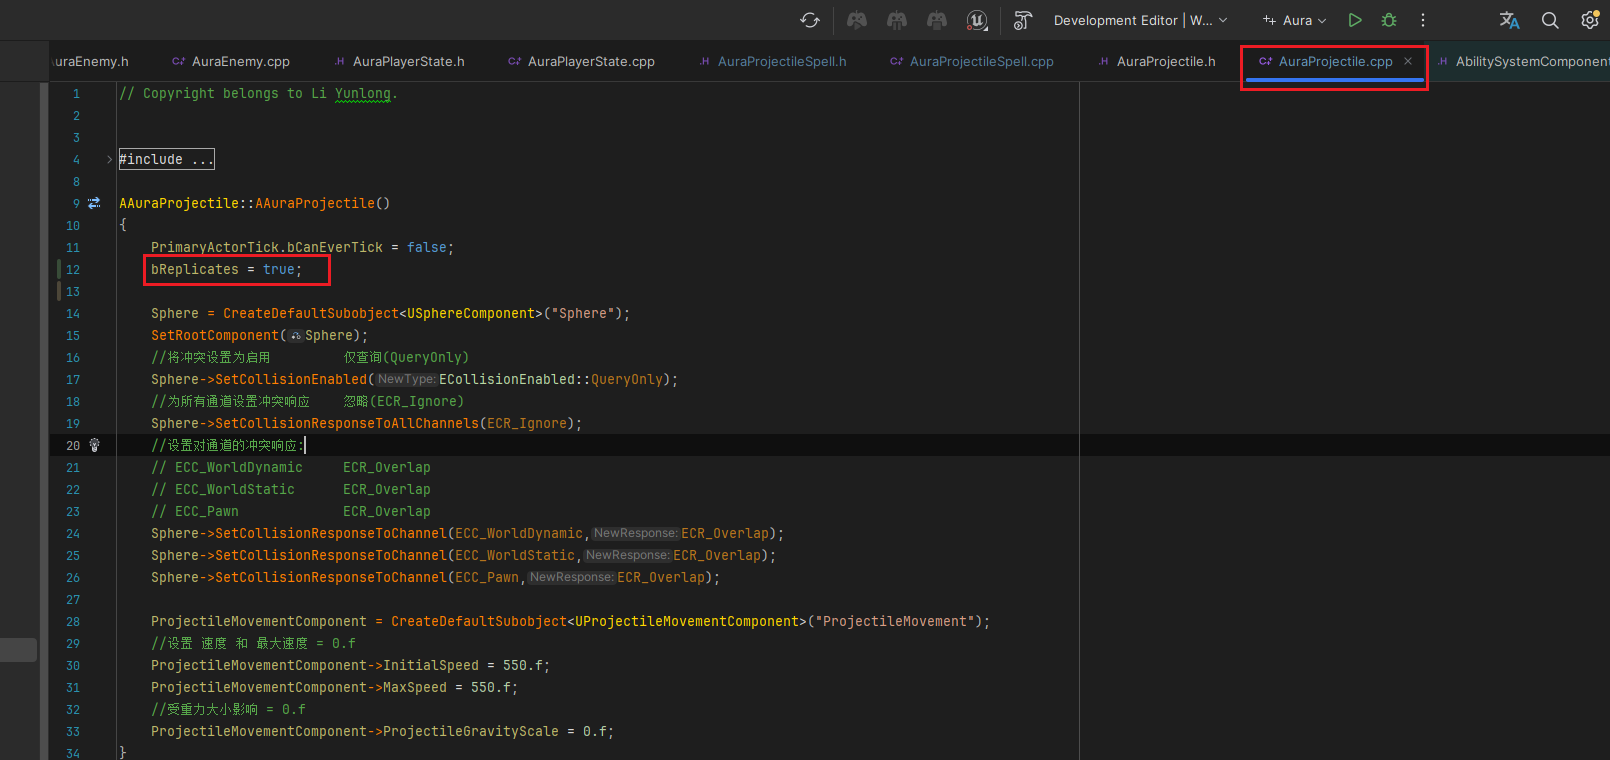 Development Editor | W...
Aura
uraEnemy.h
AuraEnemy.cpp
AuraPlayerState.h
AuraPlayerState.cpp
AuraProjectileSpell.h
AuraProjectileSpell.cpp
AuraProjectile.h
AuraProjectile.cpp
AbilitySystemComponent
1 // Copyright belongs to Li Yunlong.
2
3
4 #include ...
8
9 AAuraProjectile::AAuraProjectile()
10 {
11 PrimaryActorTick.bCanEverTick = false;
12 bReplicates = true;
13
14 Sphere = CreateDefaultSubobject<USphereComponent>("Sphere");
15 SetRootComponent(Sphere);
16 //将冲突设置为启用 仅查询(QueryOnly)
17 Sphere->SetCollisionEnabled(NewType:ECollisionEnabled::QueryOnly);
18 //为所有通道设置冲突响应 忽略(ECR_Ignore)
19 Sphere->SetCollisionResponseToAllChannels(ECR_Ignore);
20 //设置对通道的冲突响应:
21 // ECC_WorldDynamic ECR_Overlap
22 // ECC_WorldStatic ECR_Overlap
23 // ECC_Pawn ECR_Overlap
24 Sphere->SetCollisionResponseToChannel(ECC_WorldDynamic,NewResponse:ECR_Overlap);
25 Sphere->SetCollisionResponseToChannel(ECC_WorldStatic,NewResponse:ECR_Overlap);
26 Sphere->SetCollisionResponseToChannel(ECC_Pawn,NewResponse:ECR_Overlap);
27
28 ProjectileMovementComponent = CreateDefaultSubobject<UProjectileMovementComponent>("ProjectileMovement");
29 //设置 速度 和 最大速度 = 0.f
30 ProjectileMovementComponent->InitialSpeed = 550.f;
31 ProjectileMovementComponent->MaxSpeed = 550.f;
32 //受重力大小影响 = 0.f
33 ProjectileMovementComponent->ProjectileGravityScale = 0.f;
34 }